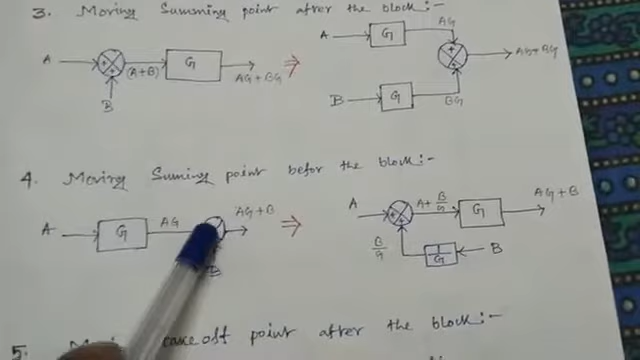 3. Moving Summing point after the block:-
A (A+B) G AG+BG ⇒ A G AG AG+BG
B B G BG
4. Moving Suming point befor the block:-
A G AG AG+B ⇒ A A+B/G G AG+B
B B/G 1/G B
5. off point after the block:-